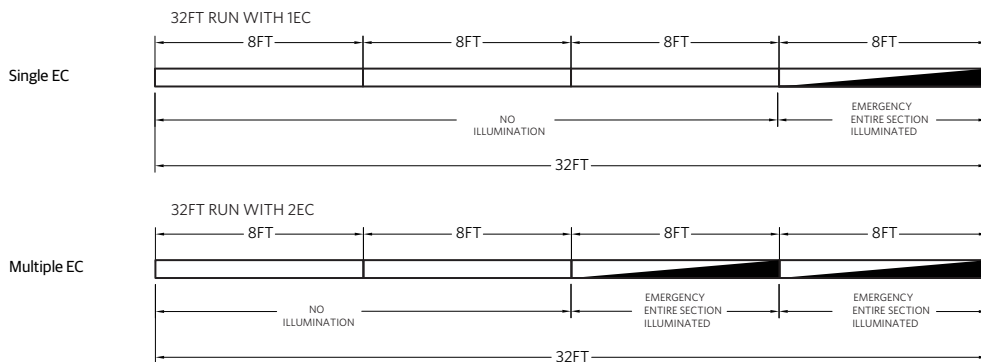 32FT RUN WITH 1EC
8FT 8FT 8FT 8FT
Single EC
NO
ILLUMINATION
EMERGENCY
ENTIRE SECTION
ILLUMINATED
32FT
32FT RUN WITH 2EC
8FT 8FT 8FT 8FT
Multiple EC
NO
ILLUMINATION
EMERGENCY
ENTIRE SECTION
ILLUMINATED
EMERGENCY
ENTIRE SECTION
ILLUMINATED
32FT